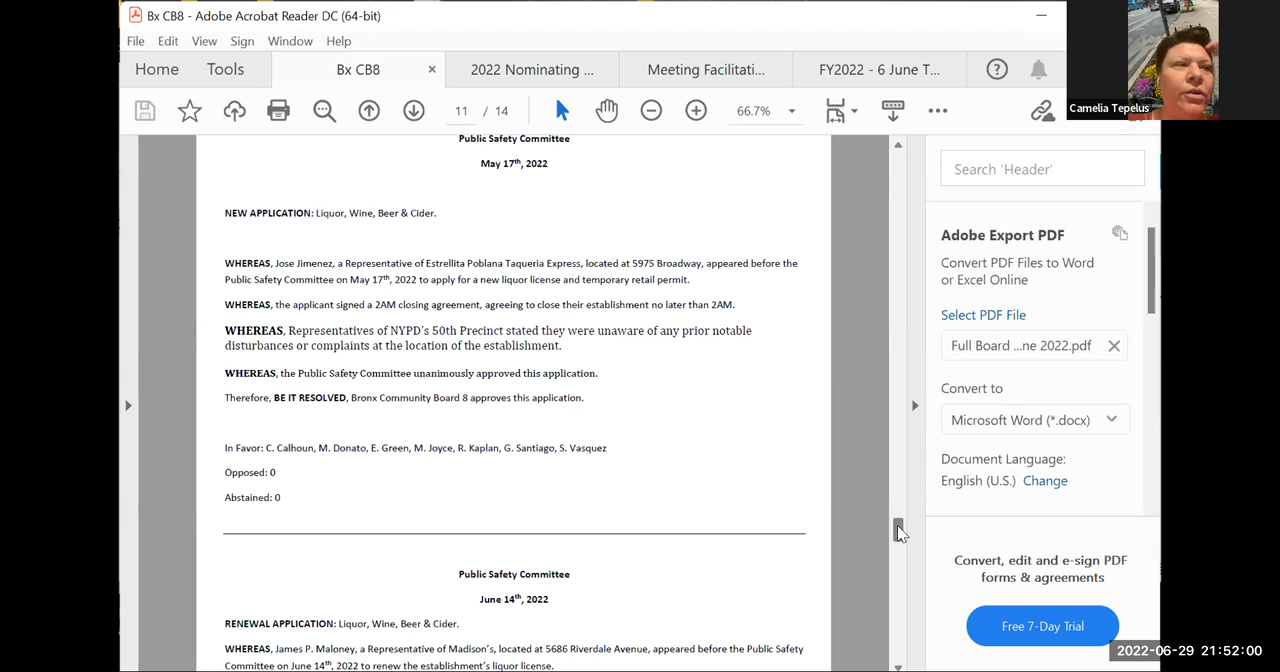 Bx CB8 - Adobe Acrobat Reader DC (64-bit)
File Edit View Sign Window Help
Home Tools Bx CB8 × 2022 Nominating ... Meeting Facilitati... FY2022 - 6 June T...
11 / 14 66.7%
Camelia Tepelus
Public Safety Committee
May 17th, 2022
NEW APPLICATION: Liquor, Wine, Beer & Cider.
WHEREAS, Jose Jimenez, a Representative of Estrellita Poblana Taqueria Express, located at 5975 Broadway, appeared before the
Public Safety Committee on May 17th, 2022 to apply for a new liquor license and temporary retail permit.
WHEREAS, the applicant signed a 2AM closing agreement, agreeing to close their establishment no later than 2AM.
WHEREAS, Representatives of NYPD's 50th Precinct stated they were unaware of any prior notable
disturbances or complaints at the location of the establishment.
WHEREAS, the Public Safety Committee unanimously approved this application.
Therefore, BE IT RESOLVED, Bronx Community Board 8 approves this application.
In Favor: C. Calhoun, M. Donato, E. Green, M. Joyce, R. Kaplan, G. Santiago, S. Vasquez
Opposed: 0
Abstained: 0
Public Safety Committee
June 14th, 2022
RENEWAL APPLICATION: Liquor, Wine, Beer & Cider.
WHEREAS, James P. Maloney, a Representative of Madison's, located at 5686 Riverdale Avenue, appeared before the Public Safety
Committee on June 14th, 2022 to renew the establishment's liquor license.
Search 'Header'
Adobe Export PDF
Convert PDF Files to Word
or Excel Online
Select PDF File
Full Board ...ne 2022.pdf
Convert to
Microsoft Word (*.docx)
Document Language:
English (U.S.) Change
Convert, edit and e-sign PDF
forms & agreements
Free 7-Day Trial
2022-06-29 21:52:00